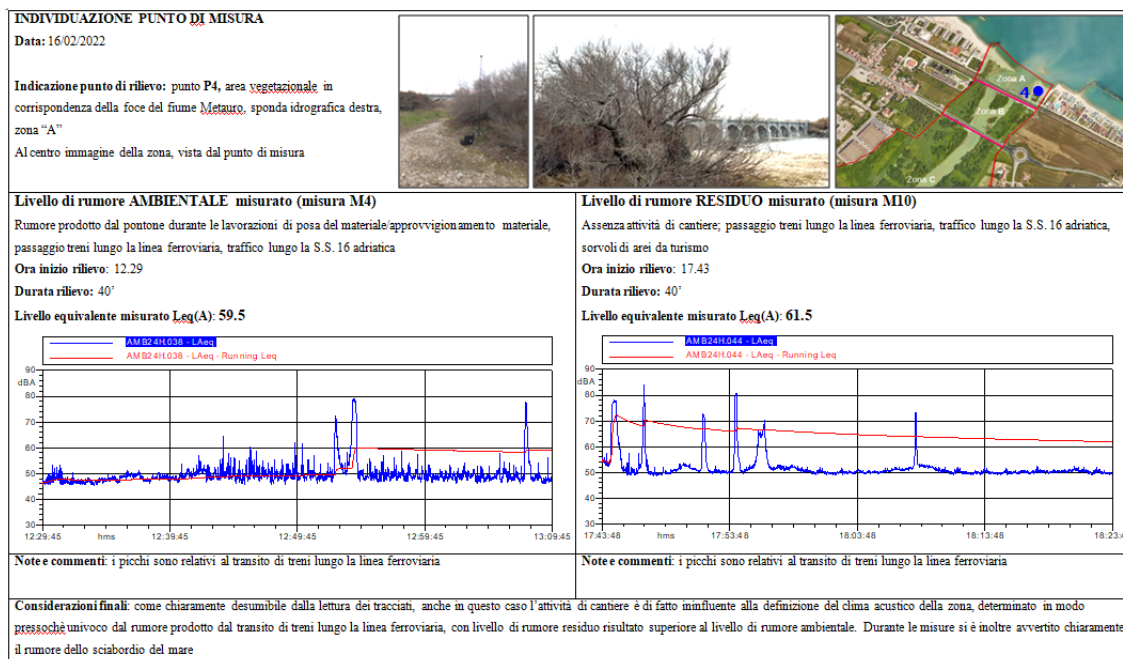 INDIVIDUAZIONE PUNTO DI MISURA
Data: 16/02/2022
Indicazione punto di rilievo: punto P4, area vegetazionale in
corrispondenza della foce del fiume Metauro, sponda idrografica destra,
zona "A"
Al centro immagine della zona, vista dal punto di misura
Zona A
4
Zona B
Zona C
Livello di rumore AMBIENTALE misurato (misura M4)
Rumore prodotto dal pontone durante le lavorazioni di posa del materiale/approvvigionamento materiale,
passaggio treni lungo la linea ferroviaria, traffico lungo la S.S. 16 adriatica
Ora inizio rilievo: 12.29
Durata rilievo: 40'
Livello equivalente misurato Leq(A): 59.5
AMB24H.038 - LAeq
AMB24H.038 - LAeq - Running Leq
90
dBA
80
70
60
50
40
30
12:29:45 hms 12:39:45 12:49:45 12:59:45 13:09:45
Note e commenti: i picchi sono relativi al transito di treni lungo la linea ferroviaria
Livello di rumore RESIDUO misurato (misura M10)
Assenza attività di cantiere; passaggio treni lungo la linea ferroviaria, traffico lungo la S.S. 16 adriatica,
sorvoli di arei da turismo
Ora inizio rilievo: 17.43
Durata rilievo: 40'
Livello equivalente misurato Leq(A): 61.5
AMB24H.044 - LAeq
AMB24H.044 - LAeq - Running Leq
90
dBA
80
70
60
50
40
30
17:43:48 hms 17:53:48 18:03:48 18:13:48 18:23:4
Note e commenti: i picchi sono relativi al transito di treni lungo la linea ferroviaria
Considerazioni finali: come chiaramente desumibile dalla lettura dei tracciati, anche in questo caso l'attività di cantiere è di fatto ininfluente alla definizione del clima acustico della zona, determinato in modo
pressochè univoco dal rumore prodotto dal transito di treni lungo la linea ferroviaria, con livello di rumore residuo risultato superiore al livello di rumore ambientale. Durante le misure si è inoltre avvertito chiaramente
il rumore dello sciabordio del mare